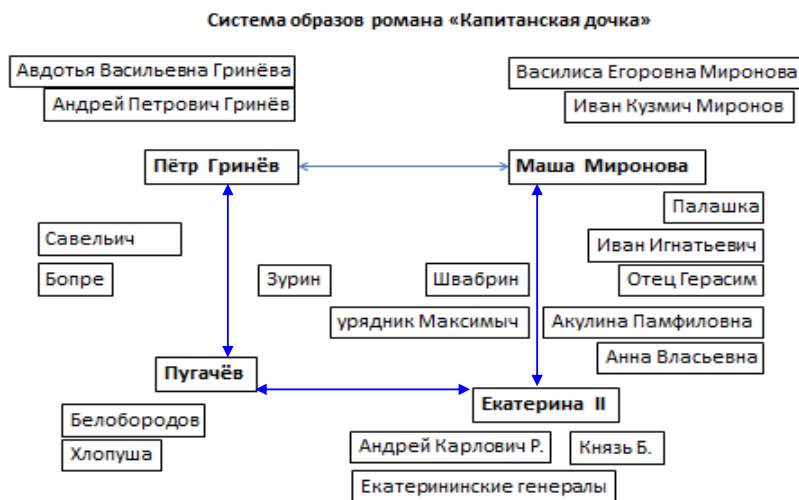 Система образов романа «Капитанская дочка»
Авдотья Васильевна Гринёва
Василиса Егоровна Миронова
Андрей Петрович Гринёв
Иван Кузмич Миронов
Пётр Гринёв
Маша Миронова
Палашка
Савельич
Иван Игнатьевич
Бопре
Зурин
Швабрин
Отец Герасим
урядник Максимыч
Акулина Памфиловна
Анна Власьевна
Пугачёв
Екатерина II
Белобородов
Хлопуша
Андрей Карлович Р.
Князь Б.
Екатерининские генералы